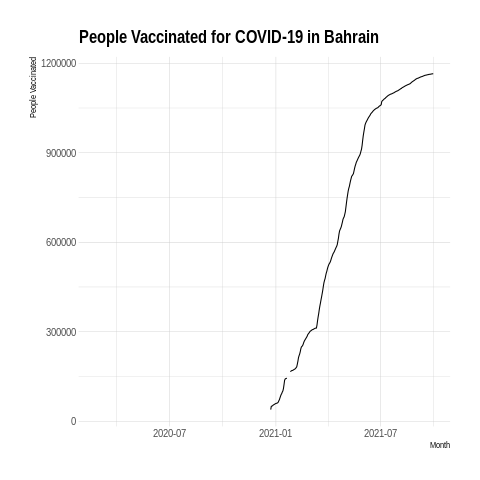 People Vaccinated for COVID-19 in Bahrain
People Vaccinated
1200000
900000
600000
300000
0
2020-07 2021-01 2021-07
Month